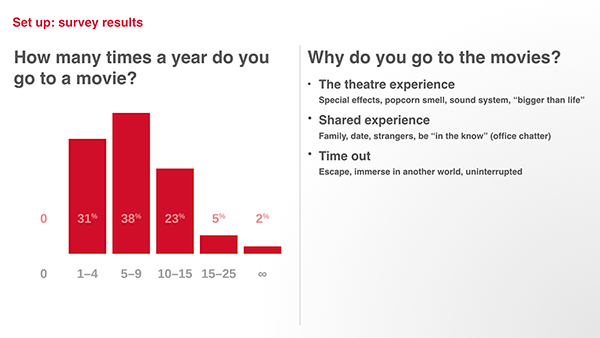 Set up: survey results
How many times a year do you
go to a movie?
0 31% 38% 23% 5% 2%
0 1–4 5–9 10–15 15–25 ∞
Why do you go to the movies?
• The theatre experience
Special effects, popcorn smell, sound system, “bigger than life”
• Shared experience
Family, date, strangers, be “in the know” (office chatter)
• Time out
Escape, immerse in another world, uninterrupted